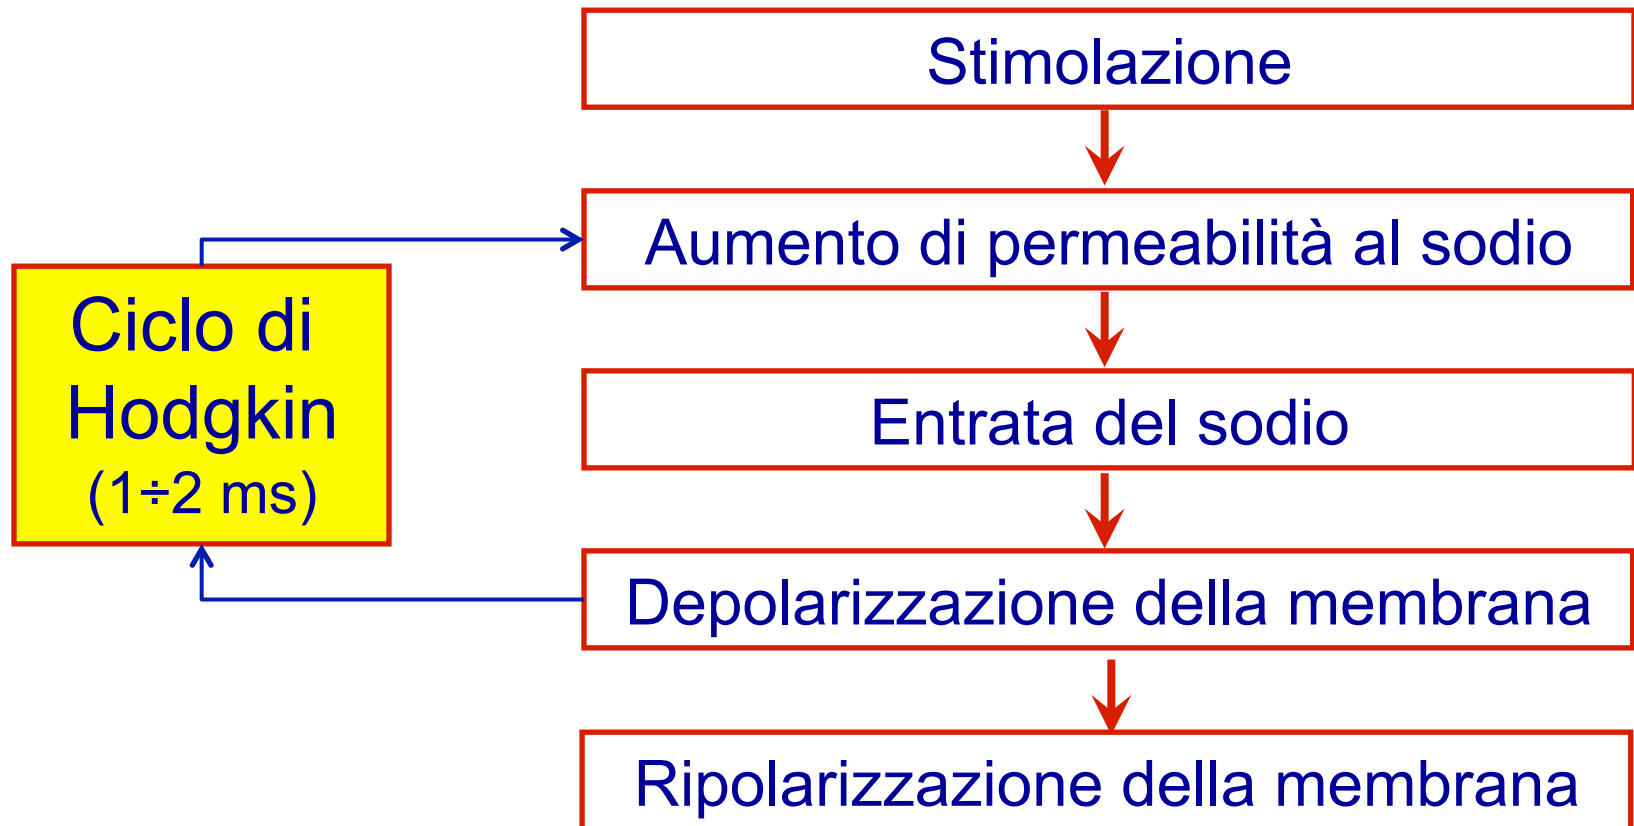 Stimolazione
Aumento di permeabilità al sodio
Ciclo di
Hodgkin
(1÷2 ms)
Entrata del sodio
Depolarizzazione della membrana
Ripolarizzazione della membrana